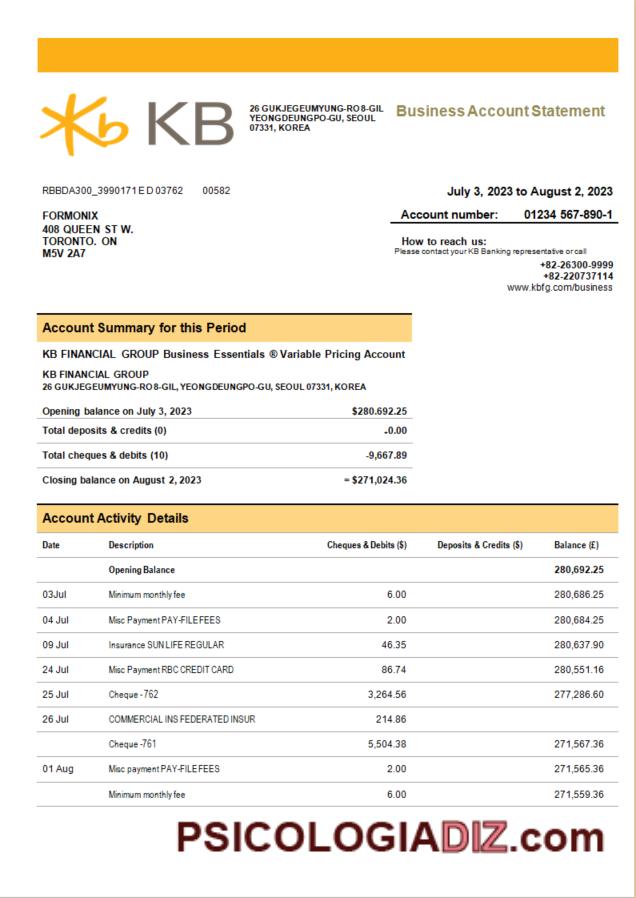 Kb KB
26 GUKJEGEUMYUNG-RO 8-GIL
YEONGDEUNGPO-GU, SEOUL
07331, KOREA
Business Account Statement
RBBDA300_3990171 E D 03762 00582
July 3, 2023 to August 2, 2023
FORMONIX
408 QUEEN ST W.
TORONTO. ON
M5V 2A7
Account number: 01234 567-890-1
How to reach us:
Please contact your KB Banking representative or call
+82-26300-9999
+82-220737114
www.kbfg.com/business
Account Summary for this Period
KB FINANCIAL GROUP Business Essentials ® Variable Pricing Account
KB FINANCIAL GROUP
26 GUKJEGEUMYUNG-RO 8-GIL, YEONGDEUNGPO-GU, SEOUL 07331, KOREA
Opening balance on July 3, 2023 $280.692.25
Total deposits & credits (0) -0.00
Total cheques & debits (10) -9,667.89
Closing balance on August 2, 2023 = $271,024.36
Account Activity Details
Date Description Cheques & Debits ($) Deposits & Credits ($) Balance (£)
Opening Balance 280,692.25
03Jul Minimum monthly fee 6.00 280,686.25
04 Jul Misc Payment PAY-FILE FEES 2.00 280,684.25
09 Jul Insurance SUN LIFE REGULAR 46.35 280,637.90
24 Jul Misc Payment RBC CREDIT CARD 86.74 280,551.16
25 Jul Cheque - 762 3,264.56 277,286.60
26 Jul COMMERCIAL INS FEDERATED INSUR 214.86
Cheque -761 5,504.38 271,567.36
01 Aug Misc payment PAY-FILE FEES 2.00 271,565.36
Minimum monthly fee 6.00 271,559.36
PSICOLOGIADIZ.com